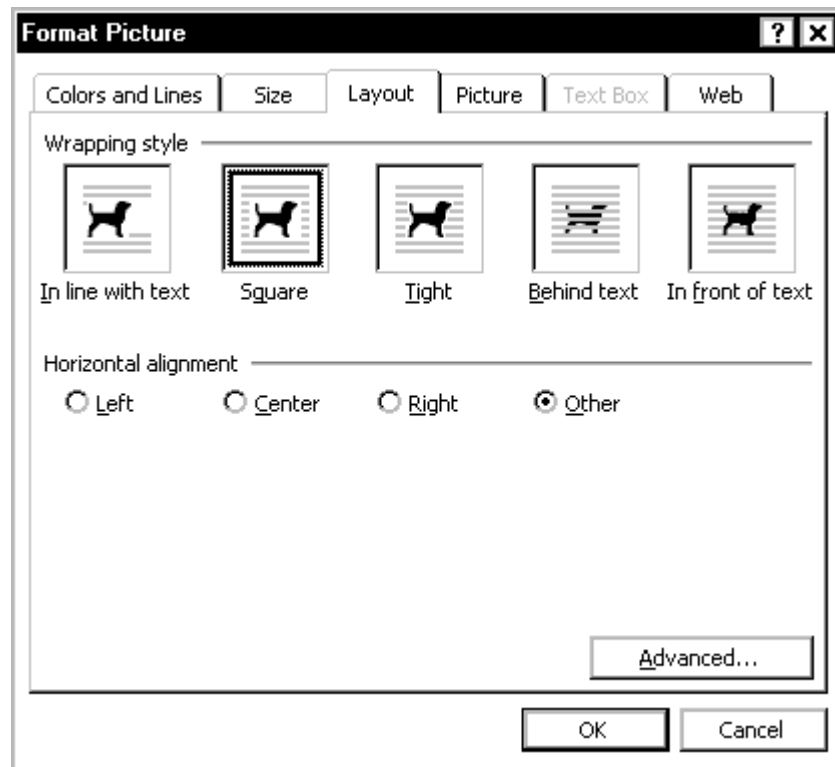 Format Picture ? X
Colors and Lines Size Layout Picture Text Box Web
Wrapping style
In line with text Square Tight Behind text In front of text
Horizontal alignment
Left Center Right Other
Advanced...
OK Cancel